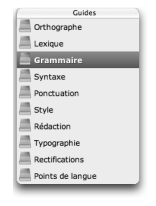 Guides
Orthographe
Lexique
Grammaire
Syntaxe
Ponctuation
Style
Rédaction
Typographie
Rectifications
Points de langue